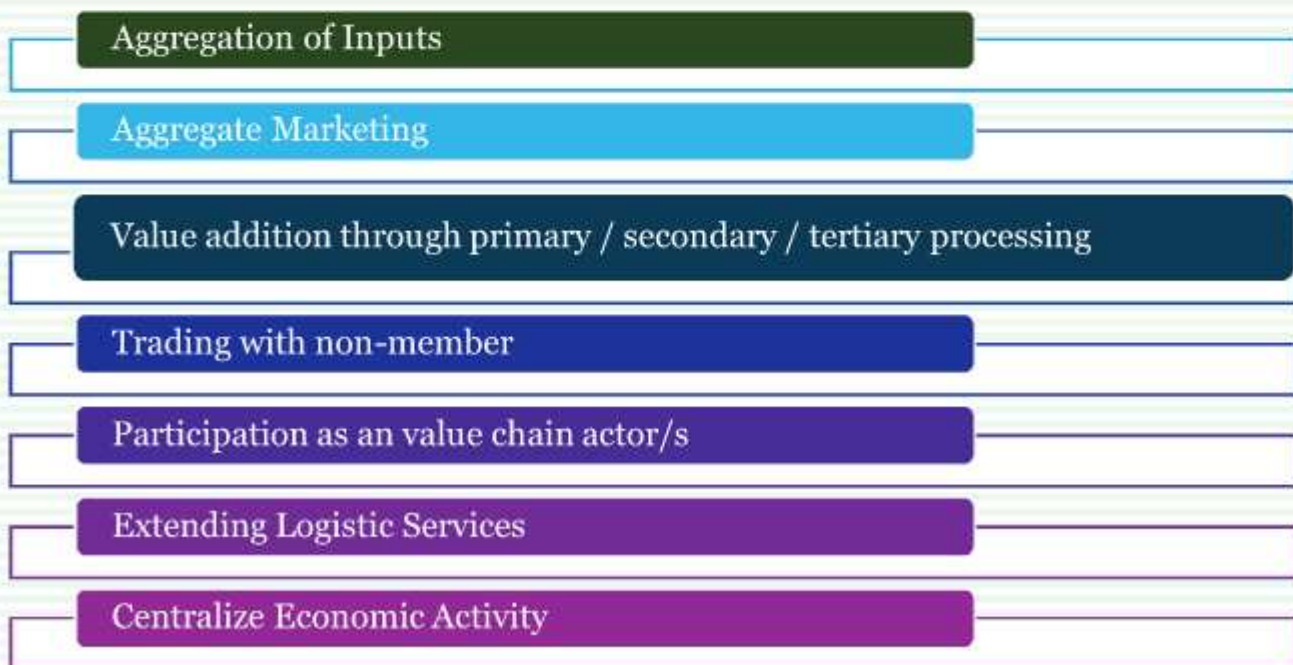 Aggregation of Inputs
Aggregate Marketing
Value addition through primary / secondary / tertiary processing
Trading with non-member
Participation as an value chain actor/s
Extending Logistic Services
Centralize Economic Activity